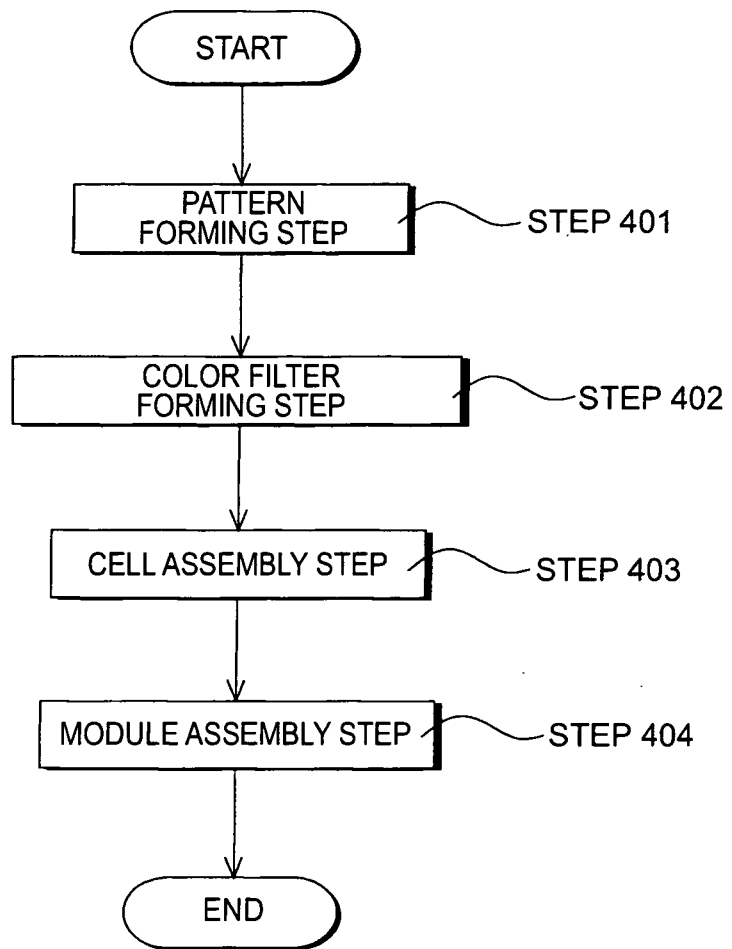 START
PATTERN
FORMING STEP
STEP 401
COLOR FILTER
FORMING STEP
STEP 402
CELL ASSEMBLY STEP
STEP 403
MODULE ASSEMBLY STEP
STEP 404
END